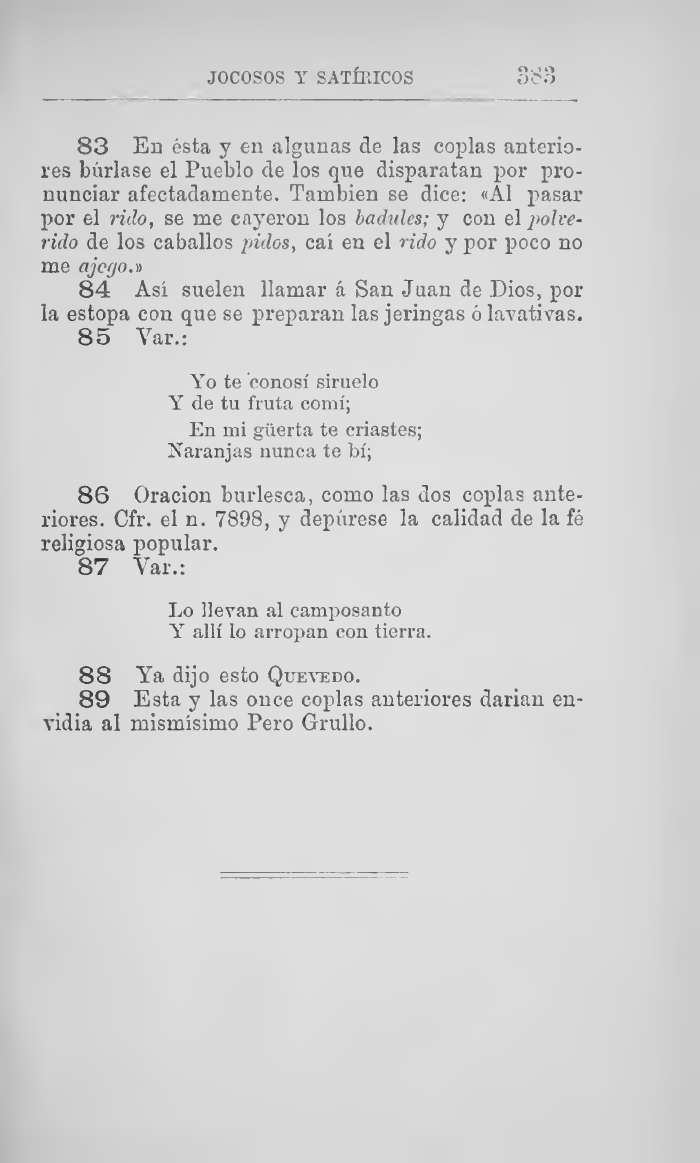 JOCOSOS Y SATÍRICOS 383
83 En ésta y en algunas de las coplas anterio-
res búrlase el Pueblo de los que disparatan por pro-
nunciar afectadamente. Tambien se dice: «Al pasar
por el rido, se me cayeron los badules; y con el polve-
rido de los caballos pidos, caí en el rido y por poco no
me ajego.»
84 Así suelen llamar á San Juan de Dios, por
la estopa con que se preparan las jeringas ó lavativas.
85 Var.:
Yo te conosí siruelo
Y de tu fruta comí;
En mi güerta te criastes;
Naranjas nunca te bí;
86 Oracion burlesca, como las dos coplas ante-
riores. Cfr. el n. 7898, y depúrese la calidad de la fé
religiosa popular.
87 Var.:
Lo llevan al camposanto
Y allí lo arropan con tierra.
88 Ya dijo esto QUEVEDO.
89 Esta y las once coplas anteriores darian en-
vidia al mismísimo Pero Grullo.